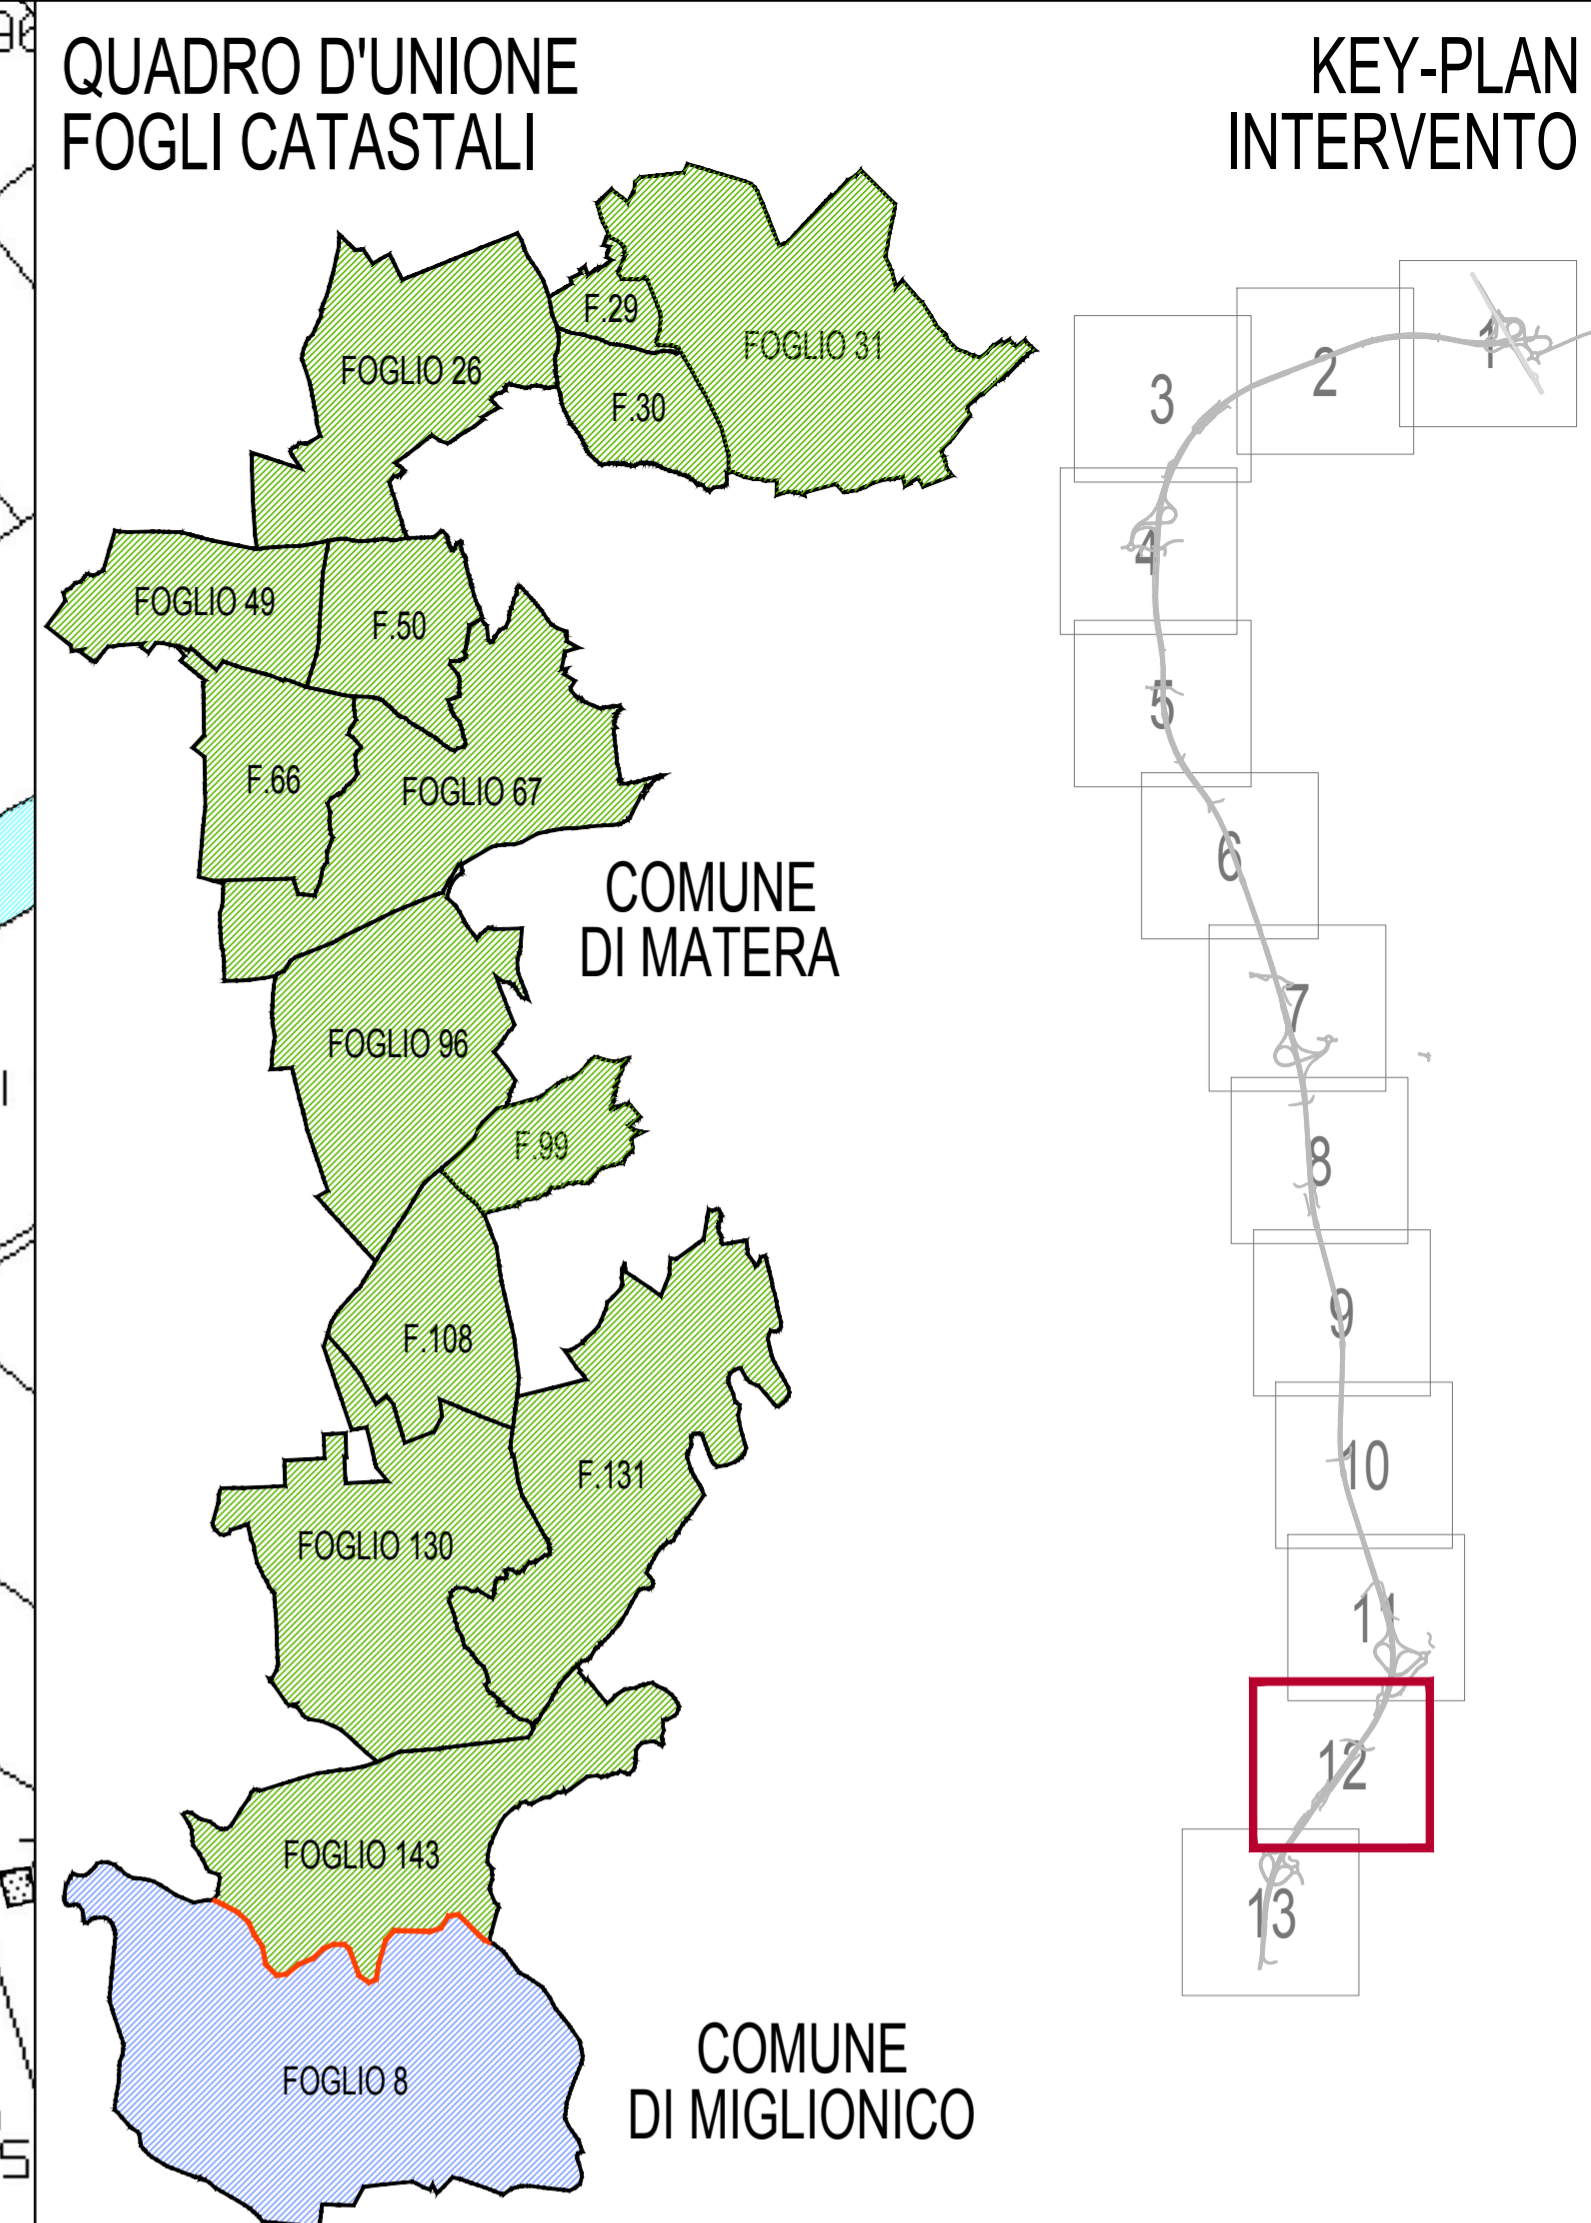 QUADRO D'UNIONE
FOGLI CATASTALI
KEY-PLAN
INTERVENTO
FOGLIO 26
F.29
FOGLIO 31
F.30
FOGLIO 49
F.50
F.66
FOGLIO 67
COMUNE
DI MATERA
FOGLIO 96
F.99
F.108
F.131
FOGLIO 130
FOGLIO 143
FOGLIO 8
COMUNE
DI MIGLIONICO
1
2
3
4
5
6
7
8
9
10
11
12
13